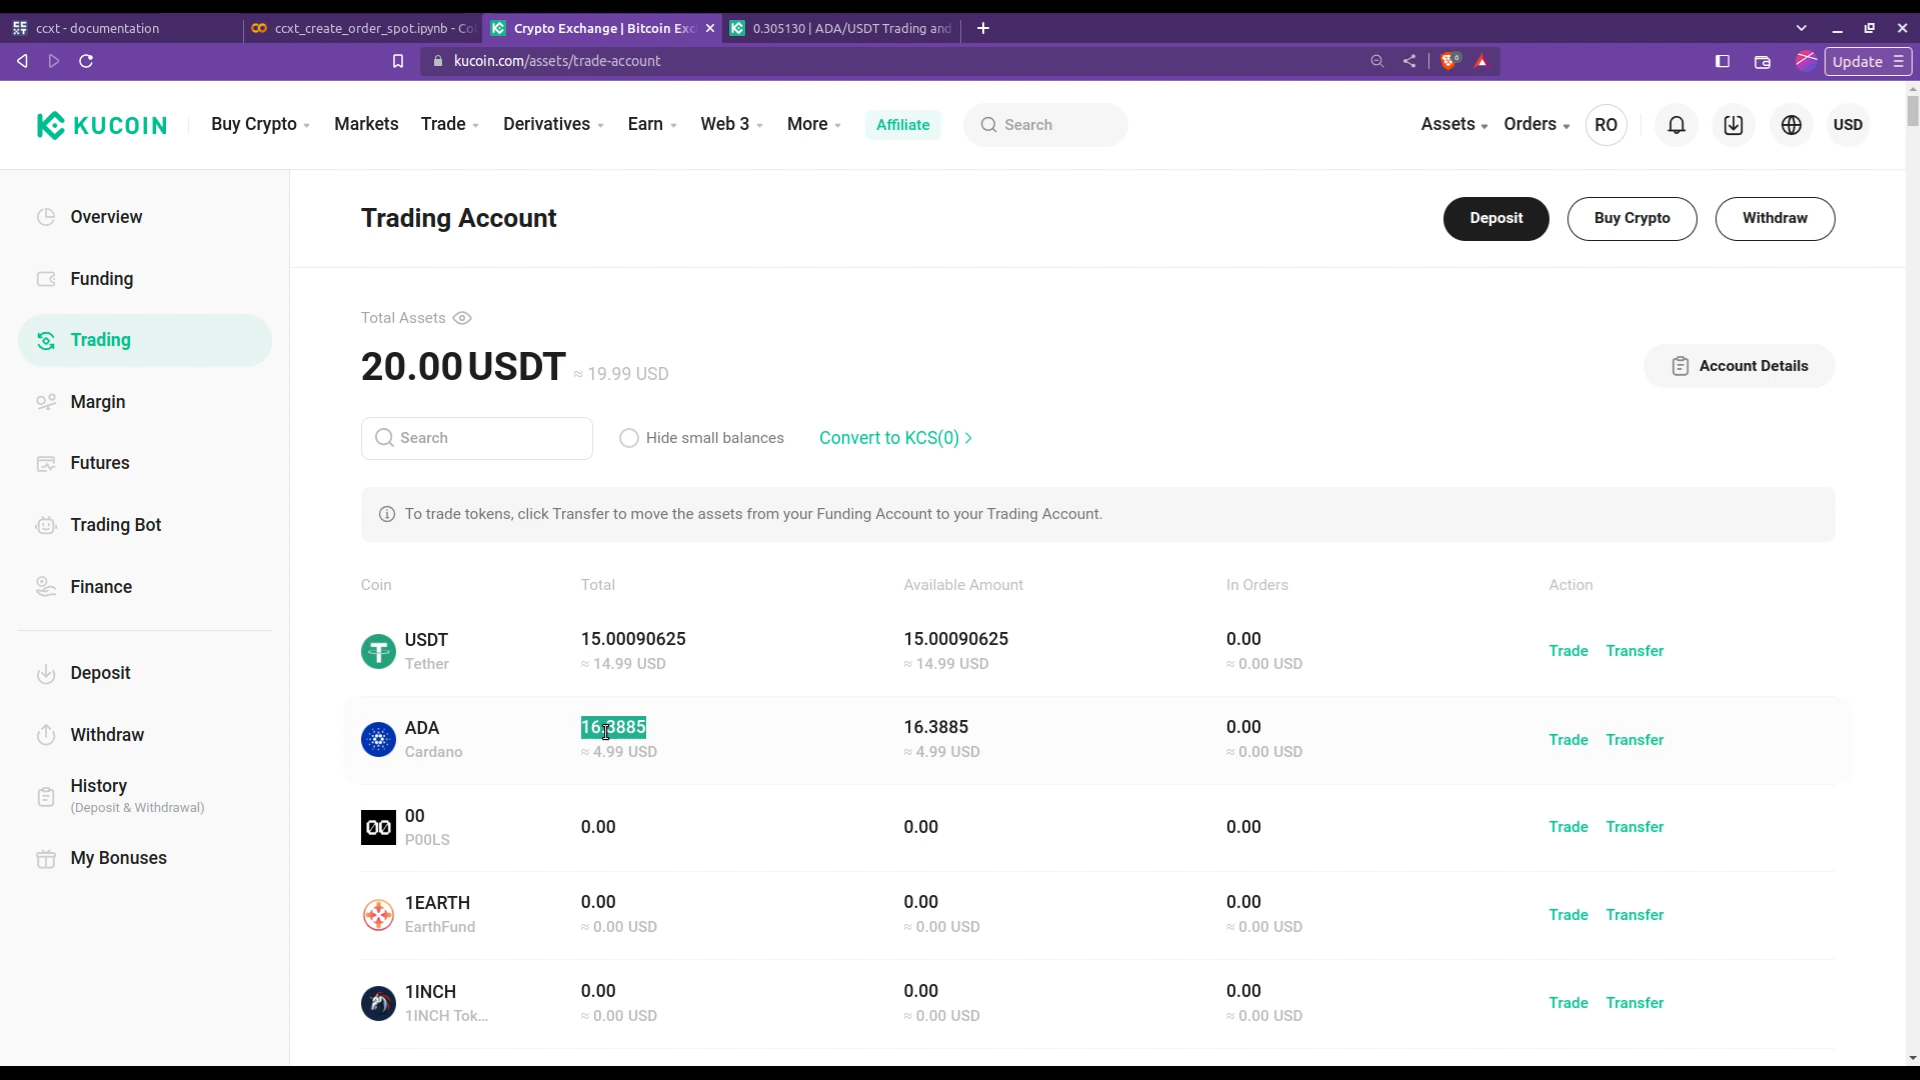 ccxt - documentation
ccxt_create_order_spot.ipynb - Co
Crypto Exchange | Bitcoin Exc
0.305130 | ADA/USDT Trading and
kucoin.com/assets/trade-account
Update
KUCOIN
Buy Crypto
Markets
Trade
Derivatives
Earn
Web 3
More
Affiliate
Search
Assets
Orders
RO
USD
Overview
Funding
Trading
Margin
Futures
Trading Bot
Finance
Deposit
Withdraw
History
(Deposit & Withdrawal)
My Bonuses
Trading Account
Deposit
Buy Crypto
Withdraw
Total Assets
20.00 USDT ≈ 19.99 USD
Account Details
Search
Hide small balances
Convert to KCS(0) >
To trade tokens, click Transfer to move the assets from your Funding Account to your Trading Account.
Coin Total Available Amount In Orders Action
USDT 15.00090625 15.00090625 0.00 Trade Transfer
Tether ≈ 14.99 USD ≈ 14.99 USD ≈ 0.00 USD
ADA 16.3885 16.3885 0.00 Trade Transfer
Cardano ≈ 4.99 USD ≈ 4.99 USD ≈ 0.00 USD
00 00 0.00 0.00 0.00 Trade Transfer
P00LS
1EARTH 0.00 0.00 0.00 Trade Transfer
EarthFund ≈ 0.00 USD ≈ 0.00 USD ≈ 0.00 USD
1INCH 0.00 0.00 0.00 Trade Transfer
1INCH Tok... ≈ 0.00 USD ≈ 0.00 USD ≈ 0.00 USD